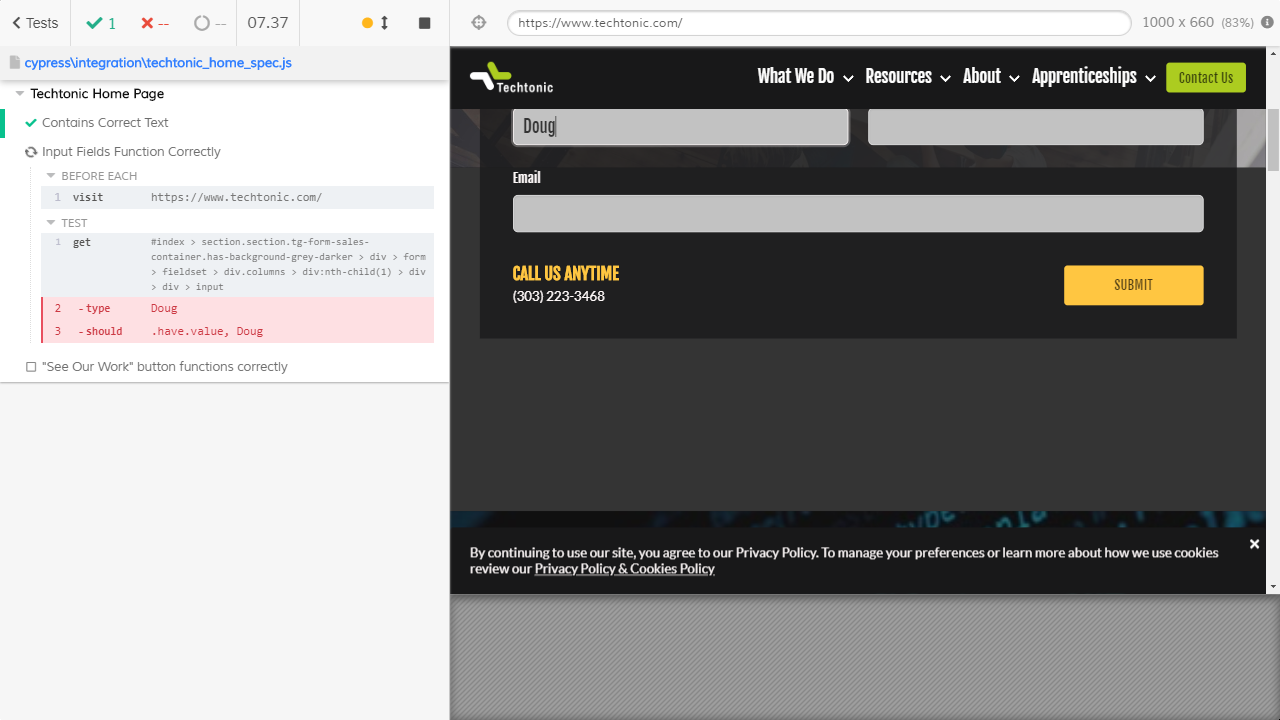 Tests
1
--
--
07.37
https://www.techtonic.com/
1000 x 660 (83%)
cypress\integration\techtonic_home_spec.js
Techtonic Home Page
Contains Correct Text
Input Fields Function Correctly
BEFORE EACH
1 visit https://www.techtonic.com/
TEST
1 get #index > section.section.tg-form-sales-
container.has-background-grey-darker > div > form
> fieldset > div.columns > div:nth-child(1) > div
> div > input
2 - type Doug
3 - should .have.value, Doug
"See Our Work" button functions correctly
Techtonic
What We Do
Resources
About
Apprenticeships
Contact Us
Doug
Email
CALL US ANYTIME
(303) 223-3468
SUBMIT
By continuing to use our site, you agree to our Privacy Policy. To manage your preferences or learn more about how we use cookies
review our Privacy Policy & Cookies Policy